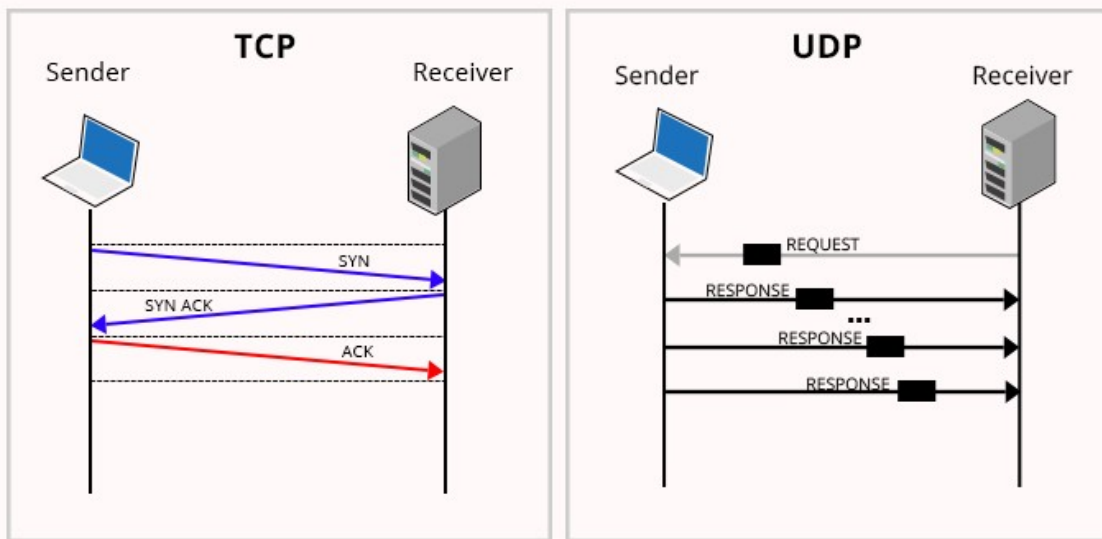 TCP
Sender
Receiver
SYN
SYN ACK
ACK
UDP
Sender
Receiver
REQUEST
RESPONSE
...
RESPONSE
RESPONSE